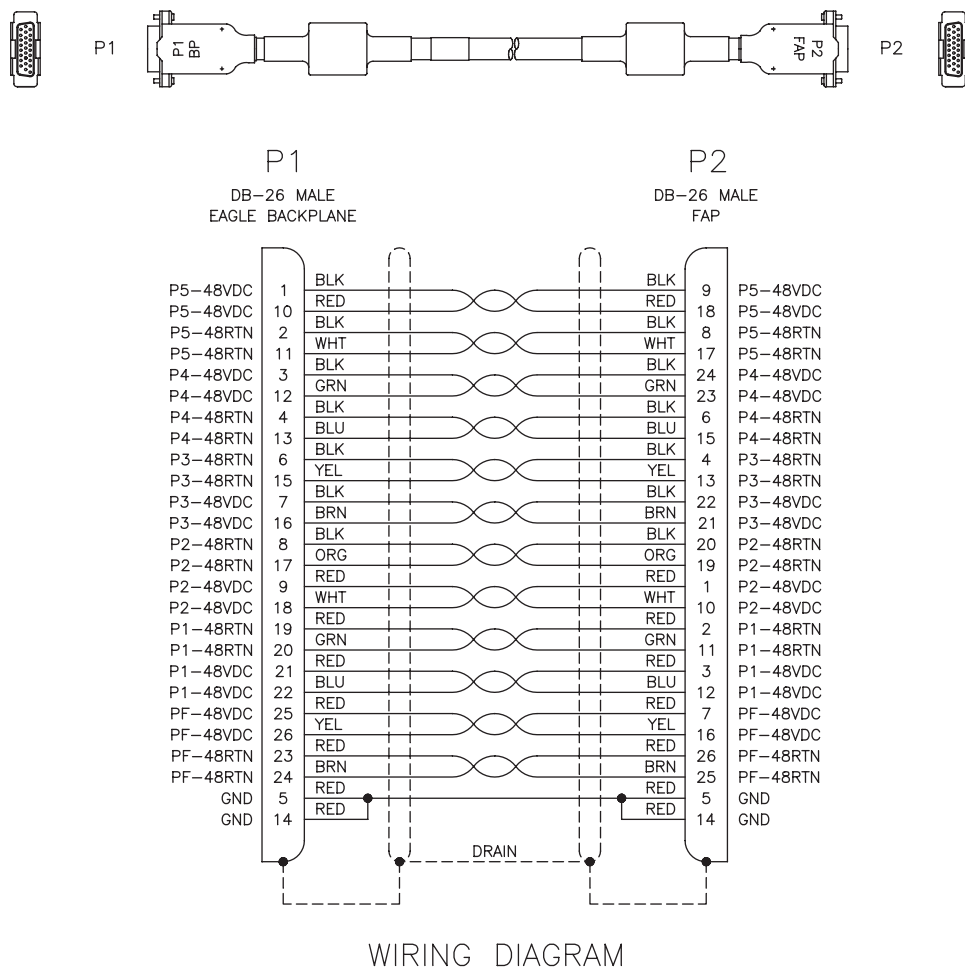 P1
P1
BP
P2
FAP
P2
P1 P2
DB-26 MALE DB-26 MALE
EAGLE BACKPLANE FAP
BLK BLK
P5-48VDC 1 9 P5-48VDC
RED RED
P5-48VDC 10 18 P5-48VDC
BLK BLK
P5-48RTN 2 8 P5-48RTN
WHT WHT
P5-48RTN 11 17 P5-48RTN
BLK BLK
P4-48VDC 3 24 P4-48VDC
GRN GRN
P4-48VDC 12 23 P4-48VDC
BLK BLK
P4-48RTN 4 6 P4-48RTN
BLU BLU
P4-48RTN 13 15 P4-48RTN
BLK BLK
P3-48RTN 6 4 P3-48RTN
YEL YEL
P3-48RTN 15 13 P3-48RTN
BLK BLK
P3-48VDC 7 22 P3-48VDC
BRN BRN
P3-48VDC 16 21 P3-48VDC
BLK BLK
P2-48RTN 8 20 P2-48RTN
ORG ORG
P2-48RTN 17 19 P2-48RTN
RED RED
P2-48VDC 9 1 P2-48VDC
WHT WHT
P2-48VDC 18 10 P2-48VDC
RED RED
P1-48RTN 19 2 P1-48RTN
GRN GRN
P1-48RTN 20 11 P1-48RTN
RED RED
P1-48VDC 21 3 P1-48VDC
BLU BLU
P1-48VDC 22 12 P1-48VDC
RED RED
PF-48VDC 25 7 PF-48VDC
YEL YEL
PF-48VDC 26 16 PF-48VDC
RED RED
PF-48RTN 23 26 PF-48RTN
BRN BRN
PF-48RTN 24 25 PF-48RTN
RED RED
GND 5 5 GND
RED RED
GND 14 14 GND
DRAIN
WIRING DIAGRAM